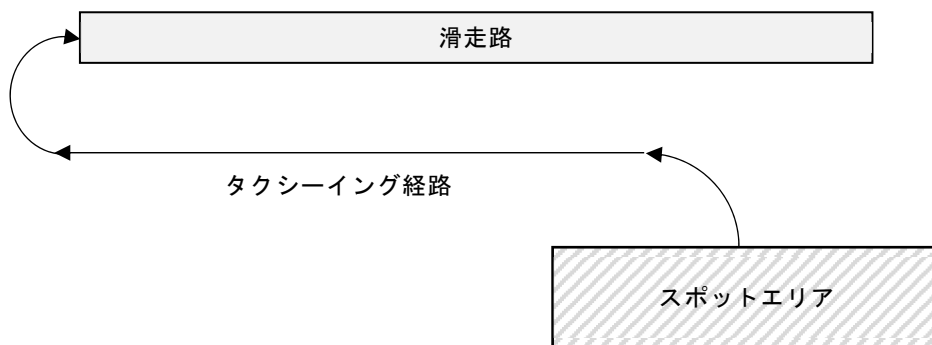 滑走路
タクシーイング経路
スポットエリア